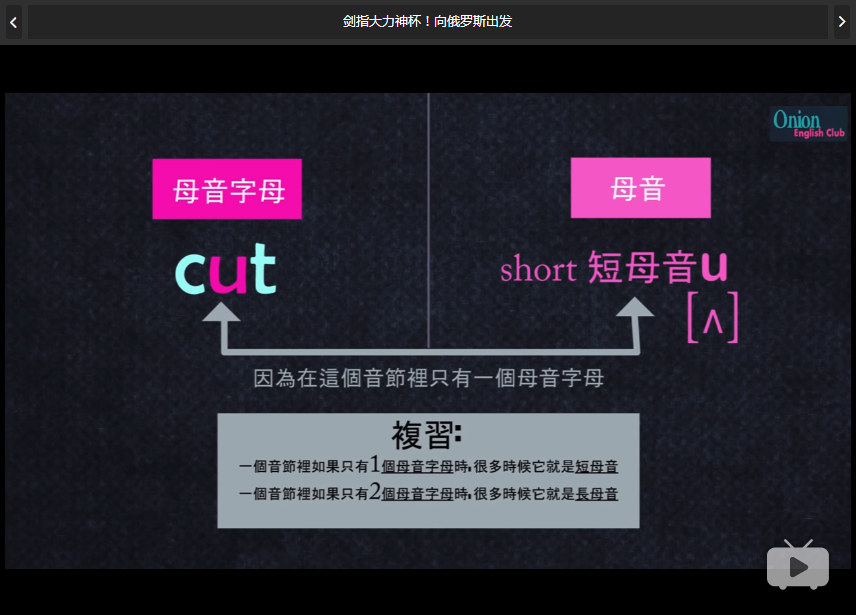 剑指大力神杯！向俄罗斯出发
Onion
English Club
母音字母
母音
cut
short 短母音u
[ʌ]
因為在這個音節裡只有一個母音字母
複習:
一個音節裡如果只有1個母音字母時,很多時候它就是短母音
一個音節裡如果只有2個母音字母時,很多時候它就是長母音